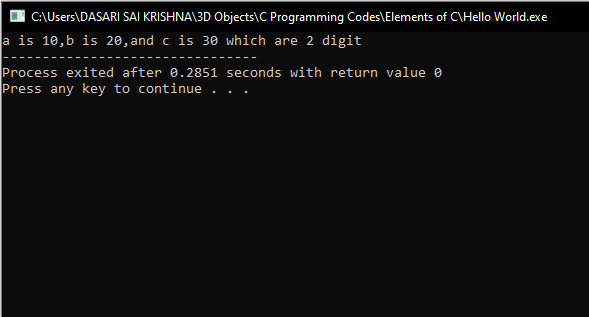 C:\Users\DASARI SAI KRISHNA\3D Objects\C Programming Codes\Elements of C\Hello World.exe
a is 10,b is 20,and c is 30 which are 2 digit
--------------------------------
Process exited after 0.2851 seconds with return value 0
Press any key to continue . . .